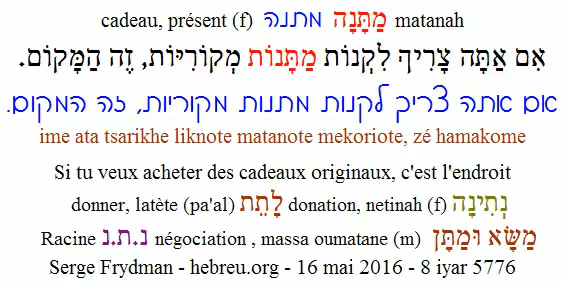 cadeau, présent (f) מתנה מַתָּנָה matanah
אִם אַתָּה צָרִיךְ לִקְנוֹת מַתָּנוֹת מְקוֹרִיּוֹת, זֶה הַמָּקוֹם.
אם אתה צריך לקנות מתנות מקוריות, זה המקום.
ime ata tsarikhe liknote matanote mekoriote, zé hamakome
Si tu veux acheter des cadeaux originaux, c'est l'endroit
donner, latète (pa'al) לָתֵת donation, netinah (f) נְתִינָה
Racine נ.ת.נ négociation , massa oumatane (m) מַשָּׂא וּמַתָּן
Serge Frydman - hebreu.org - 16 mai 2016 - 8 iyar 5776